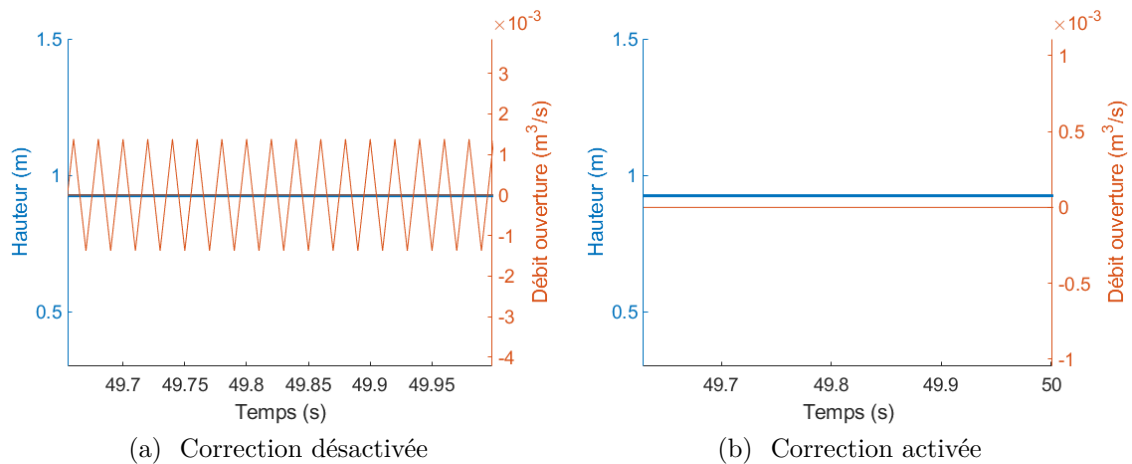 ×10⁻³
1.5
1
0.5
Hauteur (m)
3
2
1
0
-1
-2
-3
-4
Débit ouverture (m³/s)
49.7 49.75 49.8 49.85 49.9 49.95
Temps (s)
(a) Correction désactivée
×10⁻³
1.5
1
0.5
Hauteur (m)
1
0.5
0
-0.5
-1
Débit ouverture (m³/s)
49.7 49.8 49.9 50
Temps (s)
(b) Correction activée